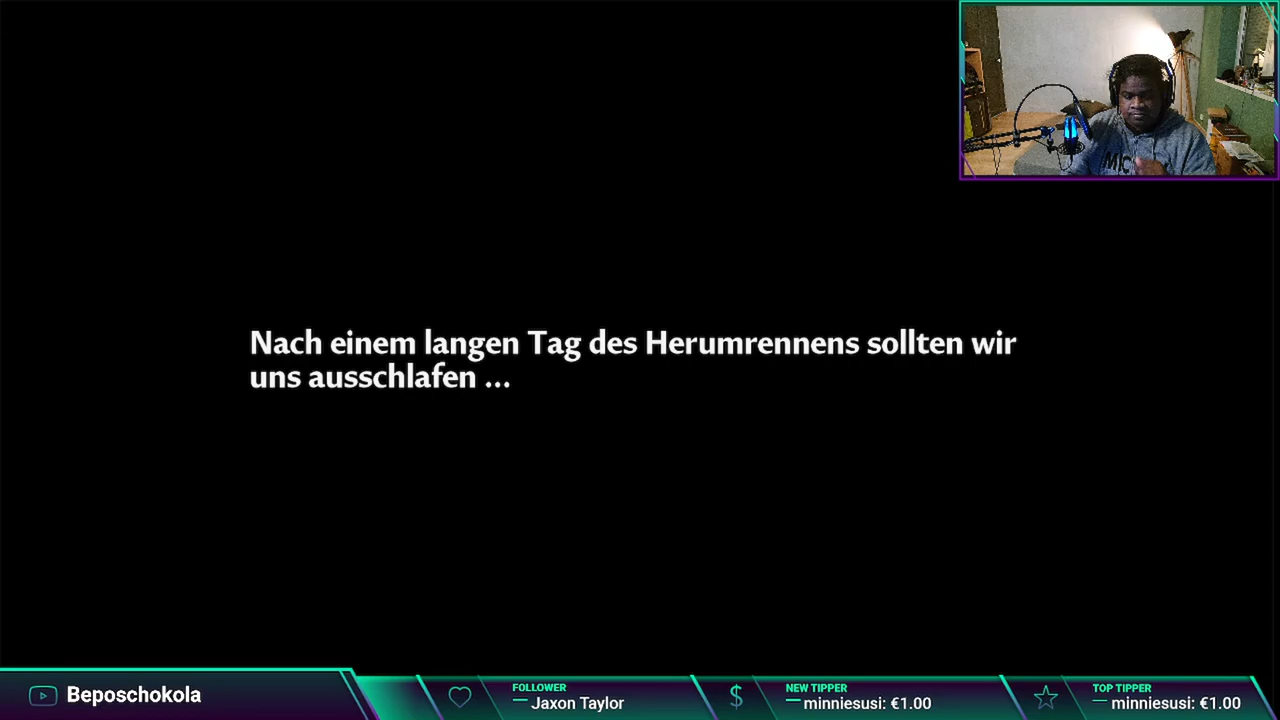 Nach einem langen Tag des Herumrennens sollten wir
uns ausschlafen ...
Beposchokola
FOLLOWER
Jaxon Taylor
NEW TIPPER
minniesusi: €1.00
TOP TIPPER
minniesusi: €1.00